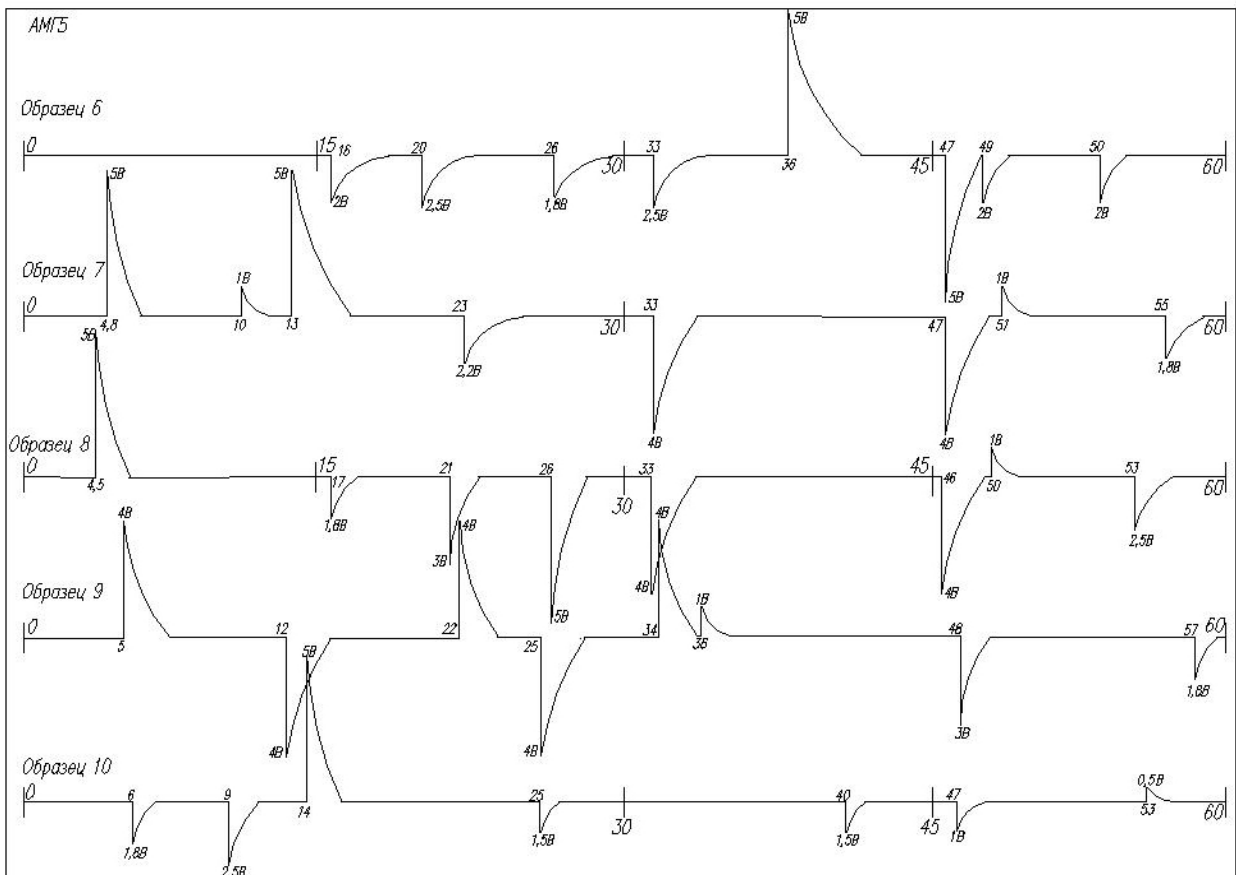 АМГ5
5В
Образец 6
0 15 16 20 26 30 33 36 45 47 49 50 60
2В 2,5В 1,8В 2,5В 5В 2В 2В
5В 5В
Образец 7
1В 1В
0 4,8 10 13 23 30 33 47 51 55 60
2,2В 4В 4В 1,8В
5В
Образец 8
1В
0 4,5 15 17 21 26 30 33 45 46 50 53 60
1,8В 3В 5В 4В 4В 2,5В
4В 4В 4В
Образец 9
1В
0 5 12 22 25 34 36 48 57 60
4В 4В 3В 1,8В
5В
Образец 10
0,5В
0 6 9 14 25 30 40 45 47 53 60
1,8В 2,5В 1,5В 1,5В 1В